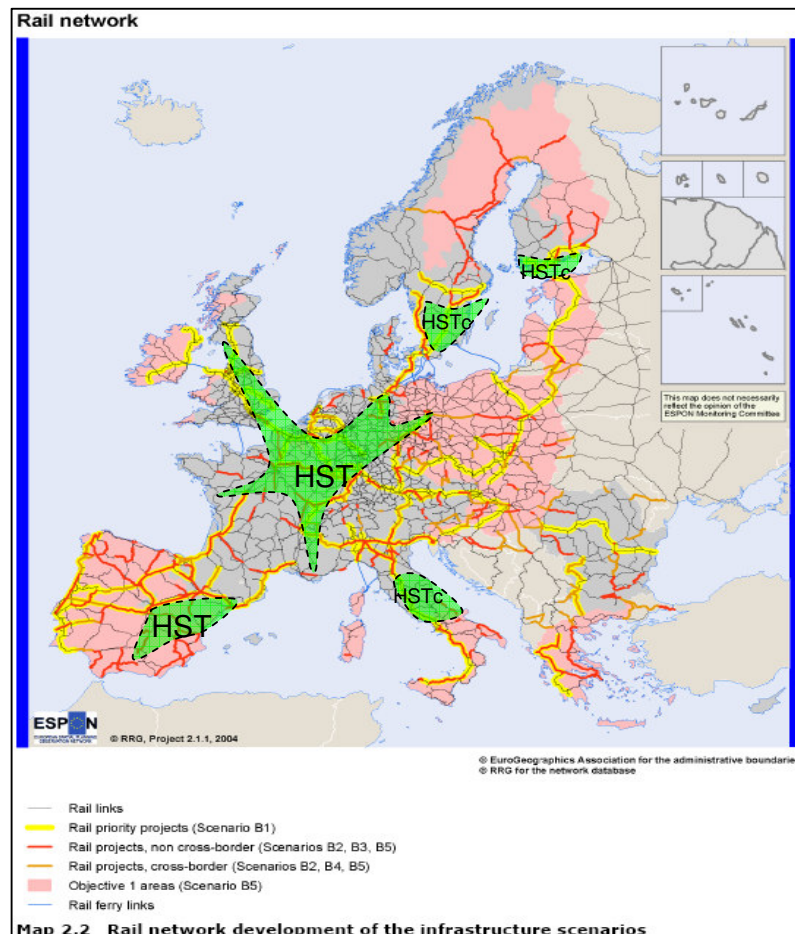 Rail network
This map does not necessarily
reflect the opinion of the
ESPON Monitoring Committee
HSTc
HSTc
HST
HSTc
HST
ESPON
© RRG, Project 2.1.1, 2004
© EuroGeographics Association for the administrative boundarie
© RRG for the network database
Rail links
Rail priority projects (Scenario B1)
Rail projects, non cross-border (Scenarios B2, B3, B5)
Rail projects, cross-border (Scenarios B2, B4, B5)
Objective 1 areas (Scenario B5)
Rail ferry links
Map 2.2 Rail network development of the infrastructure scenarios